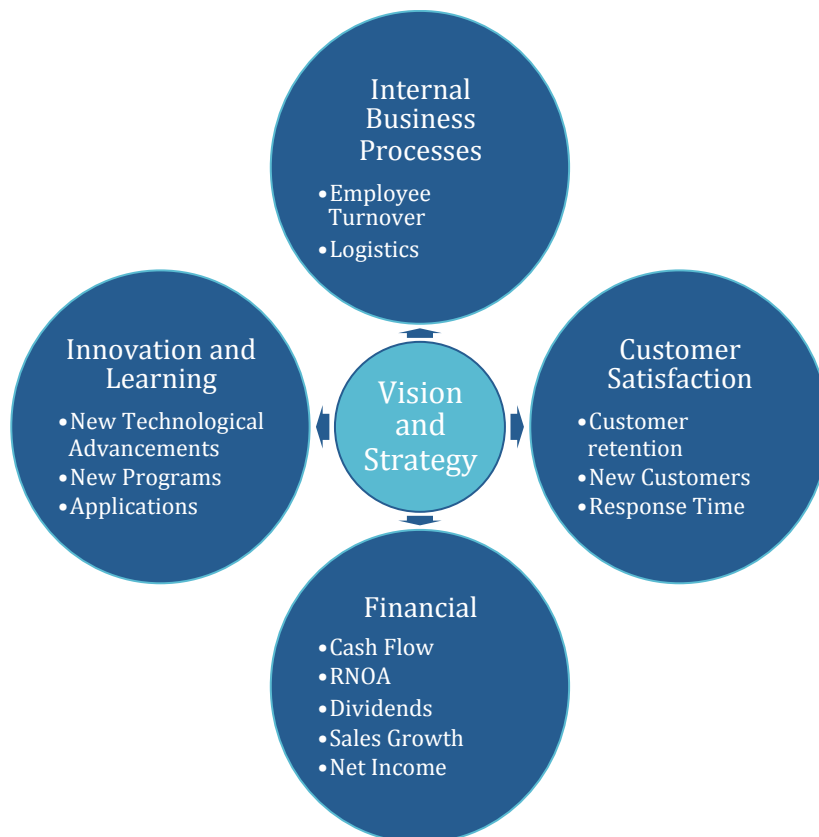 Internal
Business
Processes
•Employee
Turnover
•Logistics
Innovation and
Learning
•New Technological
Advancements
•New Programs
•Applications
Vision
and
Strategy
Customer
Satisfaction
•Customer
retention
•New Customers
•Response Time
Financial
•Cash Flow
•RNOA
•Dividends
•Sales Growth
•Net Income